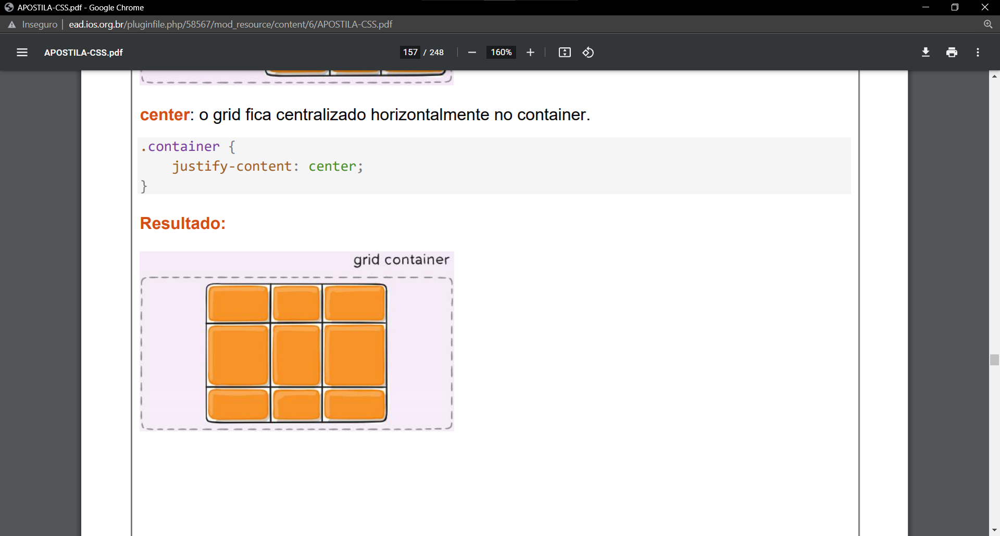 APOSTILA-CSS.pdf - Google Chrome
Inseguro | ead.ios.org.br/pluginfile.php/58567/mod_resource/content/6/APOSTILA-CSS.pdf
APOSTILA-CSS.pdf 157 / 248 160%
center: o grid fica centralizado horizontalmente no container.
.container {
justify-content: center;
}
Resultado:
grid container